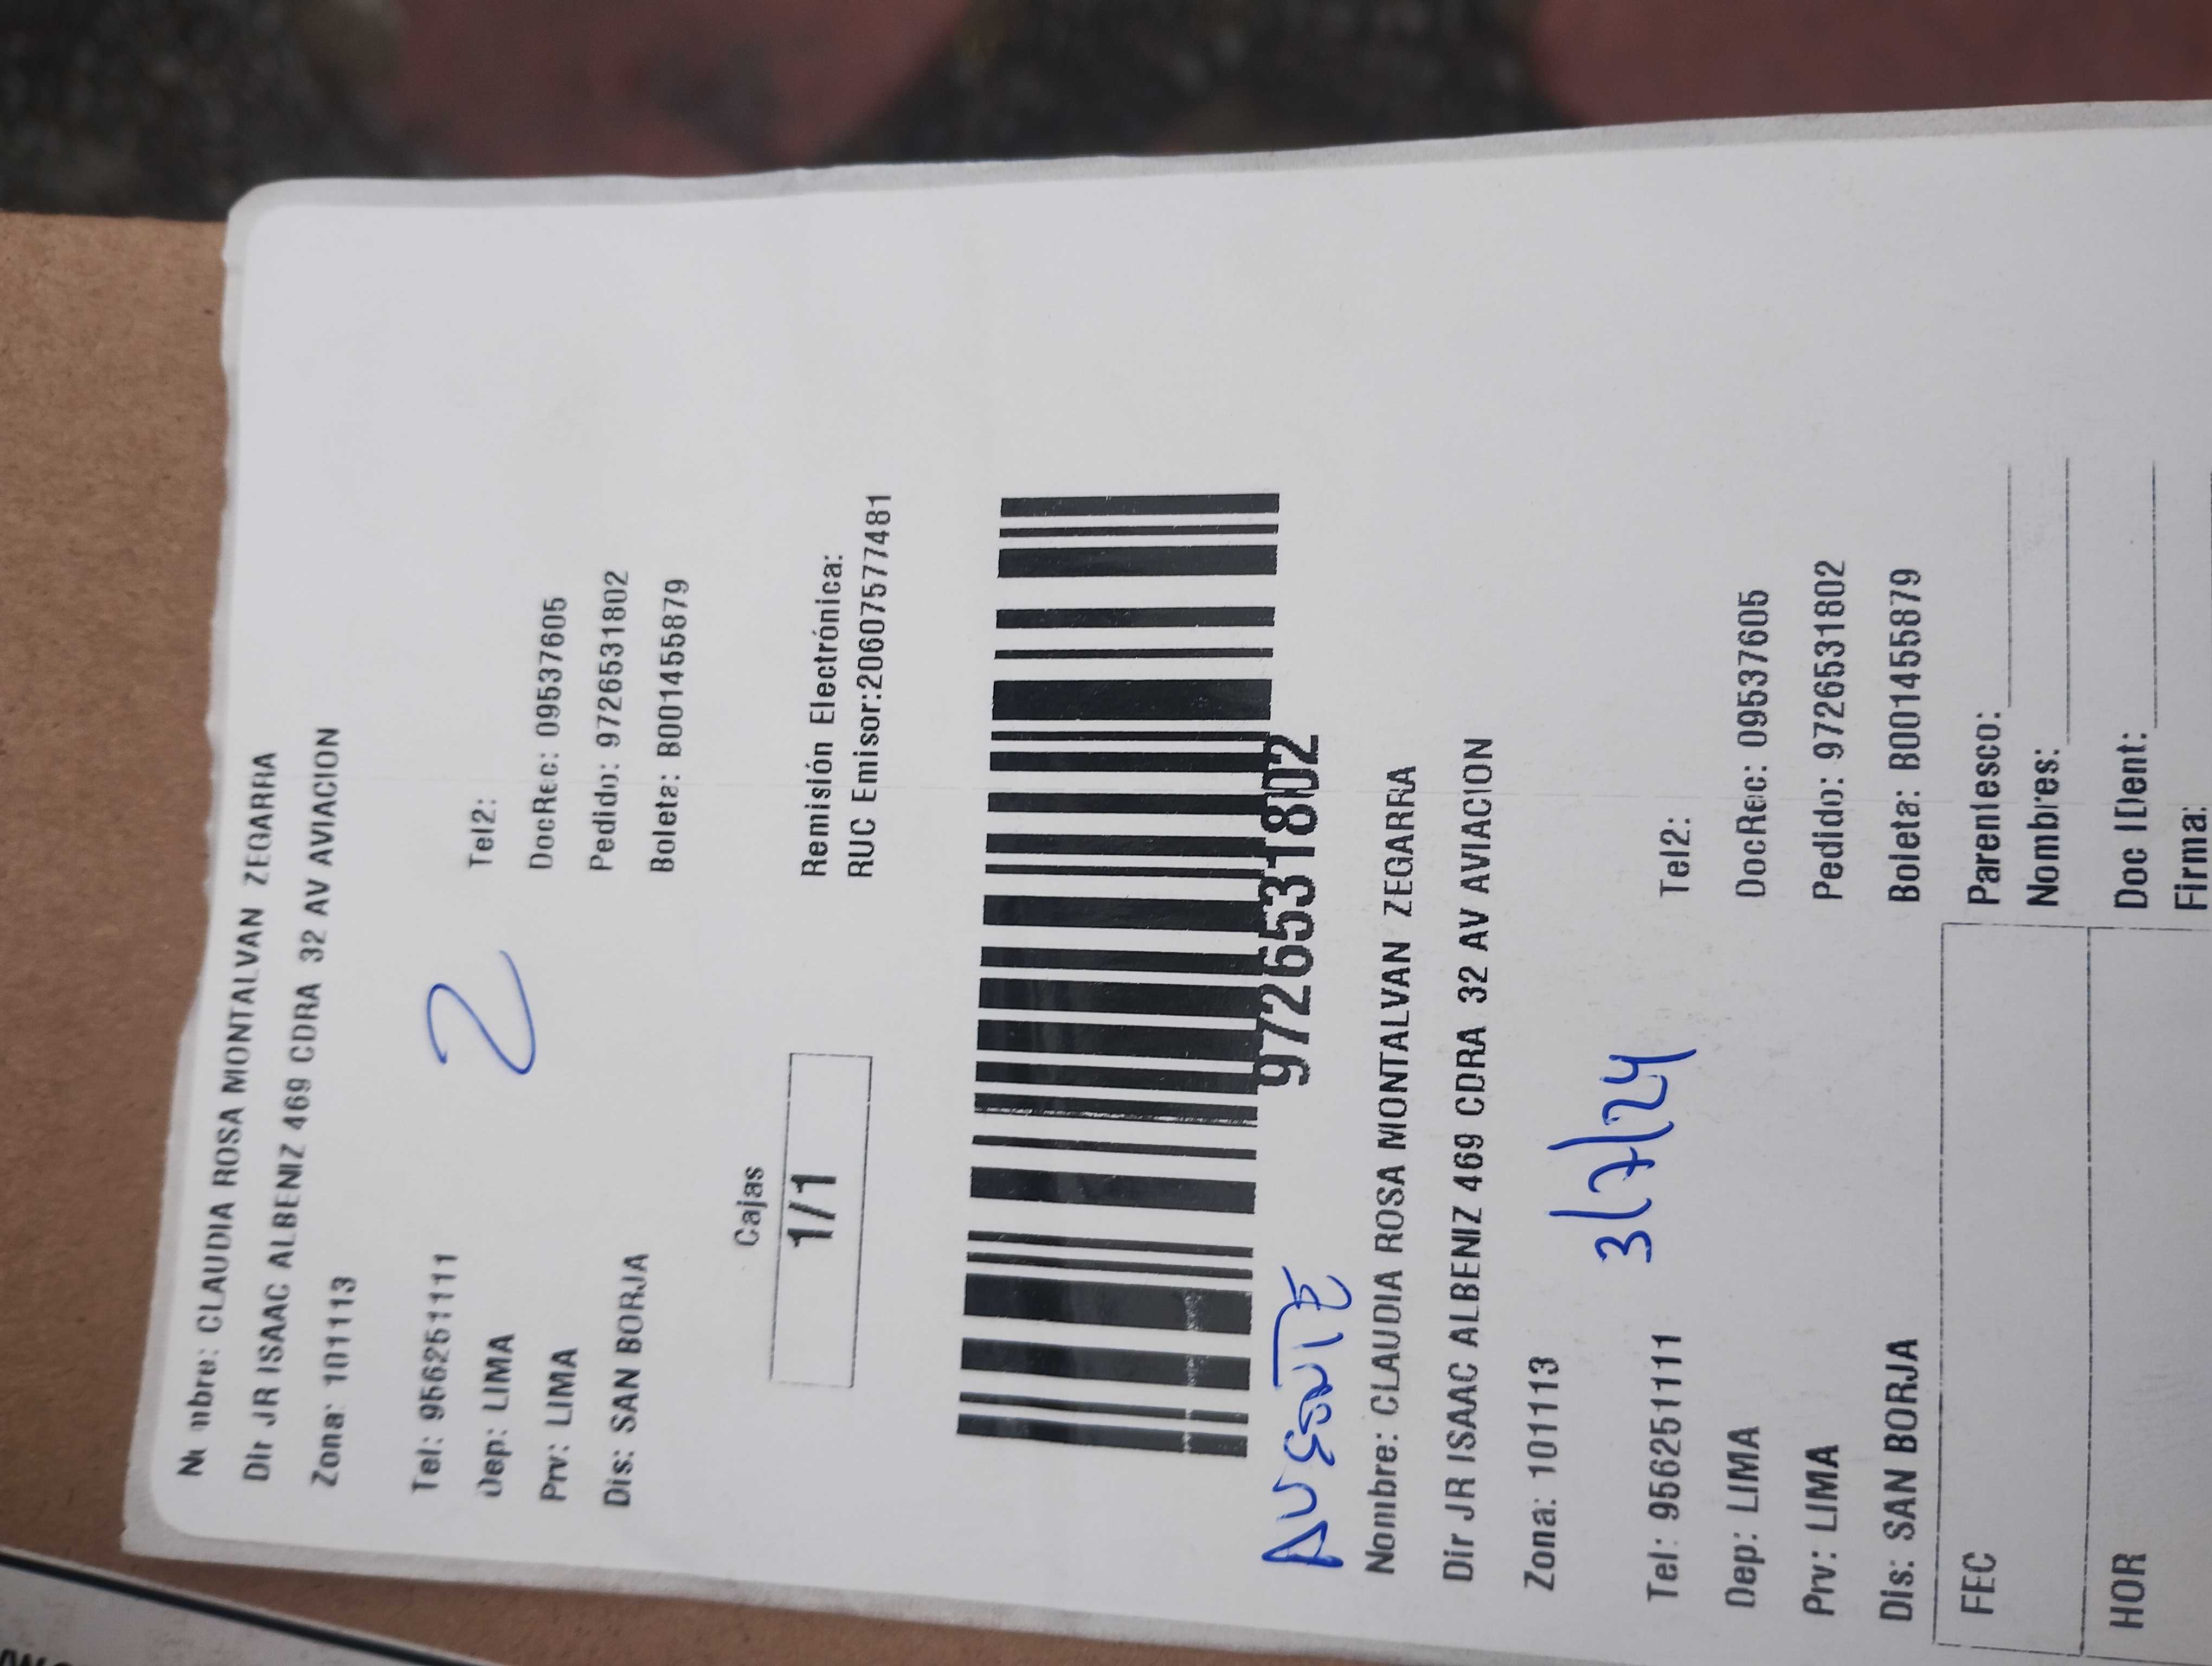 Nombre: CLAUDIA ROSA MONTALVAN ZEGARRA
Dir JR ISAAC ALBENIZ 469 CDRA 32 AV AVIACION
Zona: 101113
2
Tel: 956251111 Tel2:
Dep: LIMA DocRec: 09537605
Prv: LIMA Pedido: 9726531802
Dis: SAN BORJA Boleta: B001455879
Cajas
1/1
Remisión Electrónica:
RUC Emisor:20607577481
9726531802
AUSENTE
Nombre: CLAUDIA ROSA MONTALVAN ZEGARRA
Dir JR ISAAC ALBENIZ 469 CDRA 32 AV AVIACION
Zona: 101113
3/7/24
Tel: 956251111 Tel2:
Dep: LIMA DocRec: 09537605
Prv: LIMA Pedido: 9726531802
Dis: SAN BORJA Boleta: B001455879
FEC Parentesco:
Nombres:
HOR Doc IDent:
Firma: